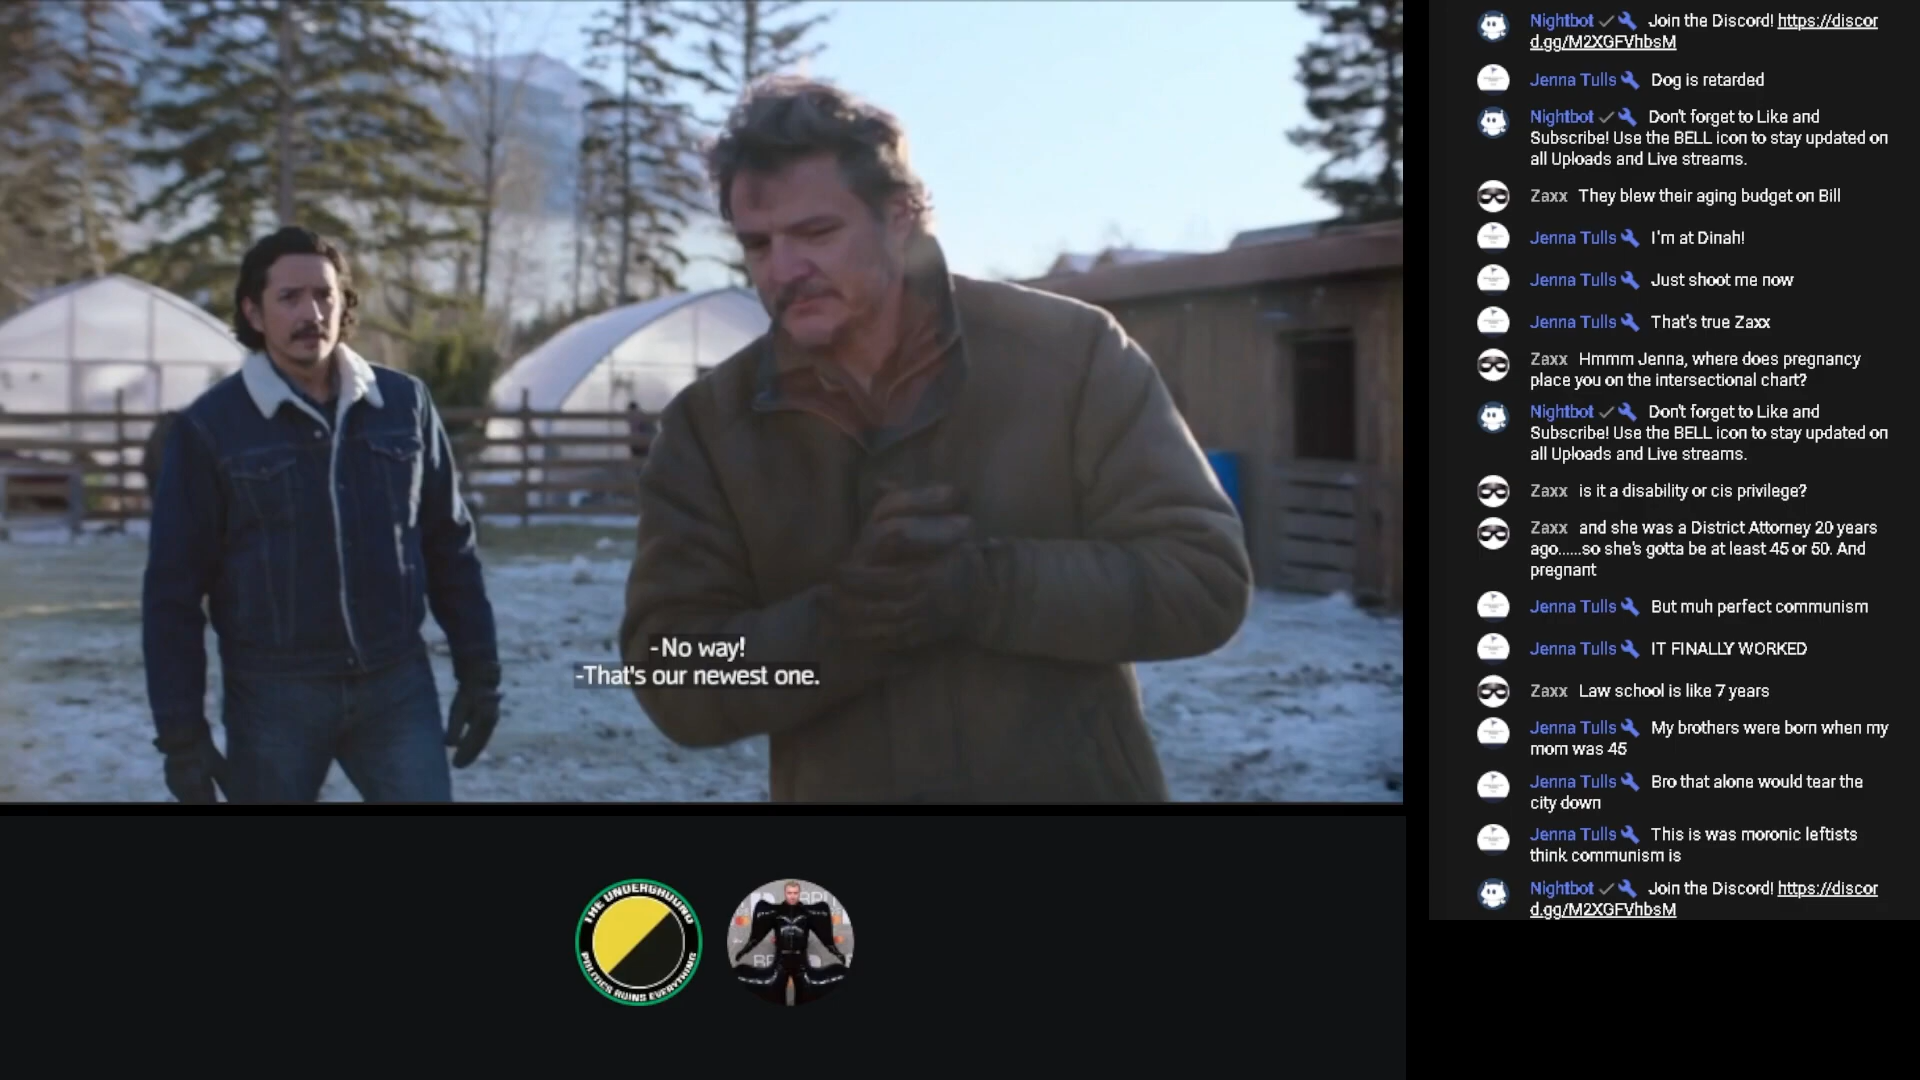 -No way!
-That's our newest one.
THE UNDERGROUND
POLITICS RUINS EVERYTHING
Nightbot Join the Discord! https://discor
d.gg/M2XGFVhbsM
Jenna Tulls Dog is retarded
Nightbot Don't forget to Like and
Subscribe! Use the BELL icon to stay updated on
all Uploads and Live streams.
Zaxx They blew their aging budget on Bill
Jenna Tulls I'm at Dinah!
Jenna Tulls Just shoot me now
Jenna Tulls That's true Zaxx
Zaxx Hmmm Jenna, where does pregnancy
place you on the intersectional chart?
Nightbot Don't forget to Like and
Subscribe! Use the BELL icon to stay updated on
all Uploads and Live streams.
Zaxx is it a disability or cis privilege?
Zaxx and she was a District Attorney 20 years
ago......so she's gotta be at least 45 or 50. And
pregnant
Jenna Tulls But muh perfect communism
Jenna Tulls IT FINALLY WORKED
Zaxx Law school is like 7 years
Jenna Tulls My brothers were born when my
mom was 45
Jenna Tulls Bro that alone would tear the
city down
Jenna Tulls This is was moronic leftists
think communism is
Nightbot Join the Discord! https://discor
d.gg/M2XGFVhbsM